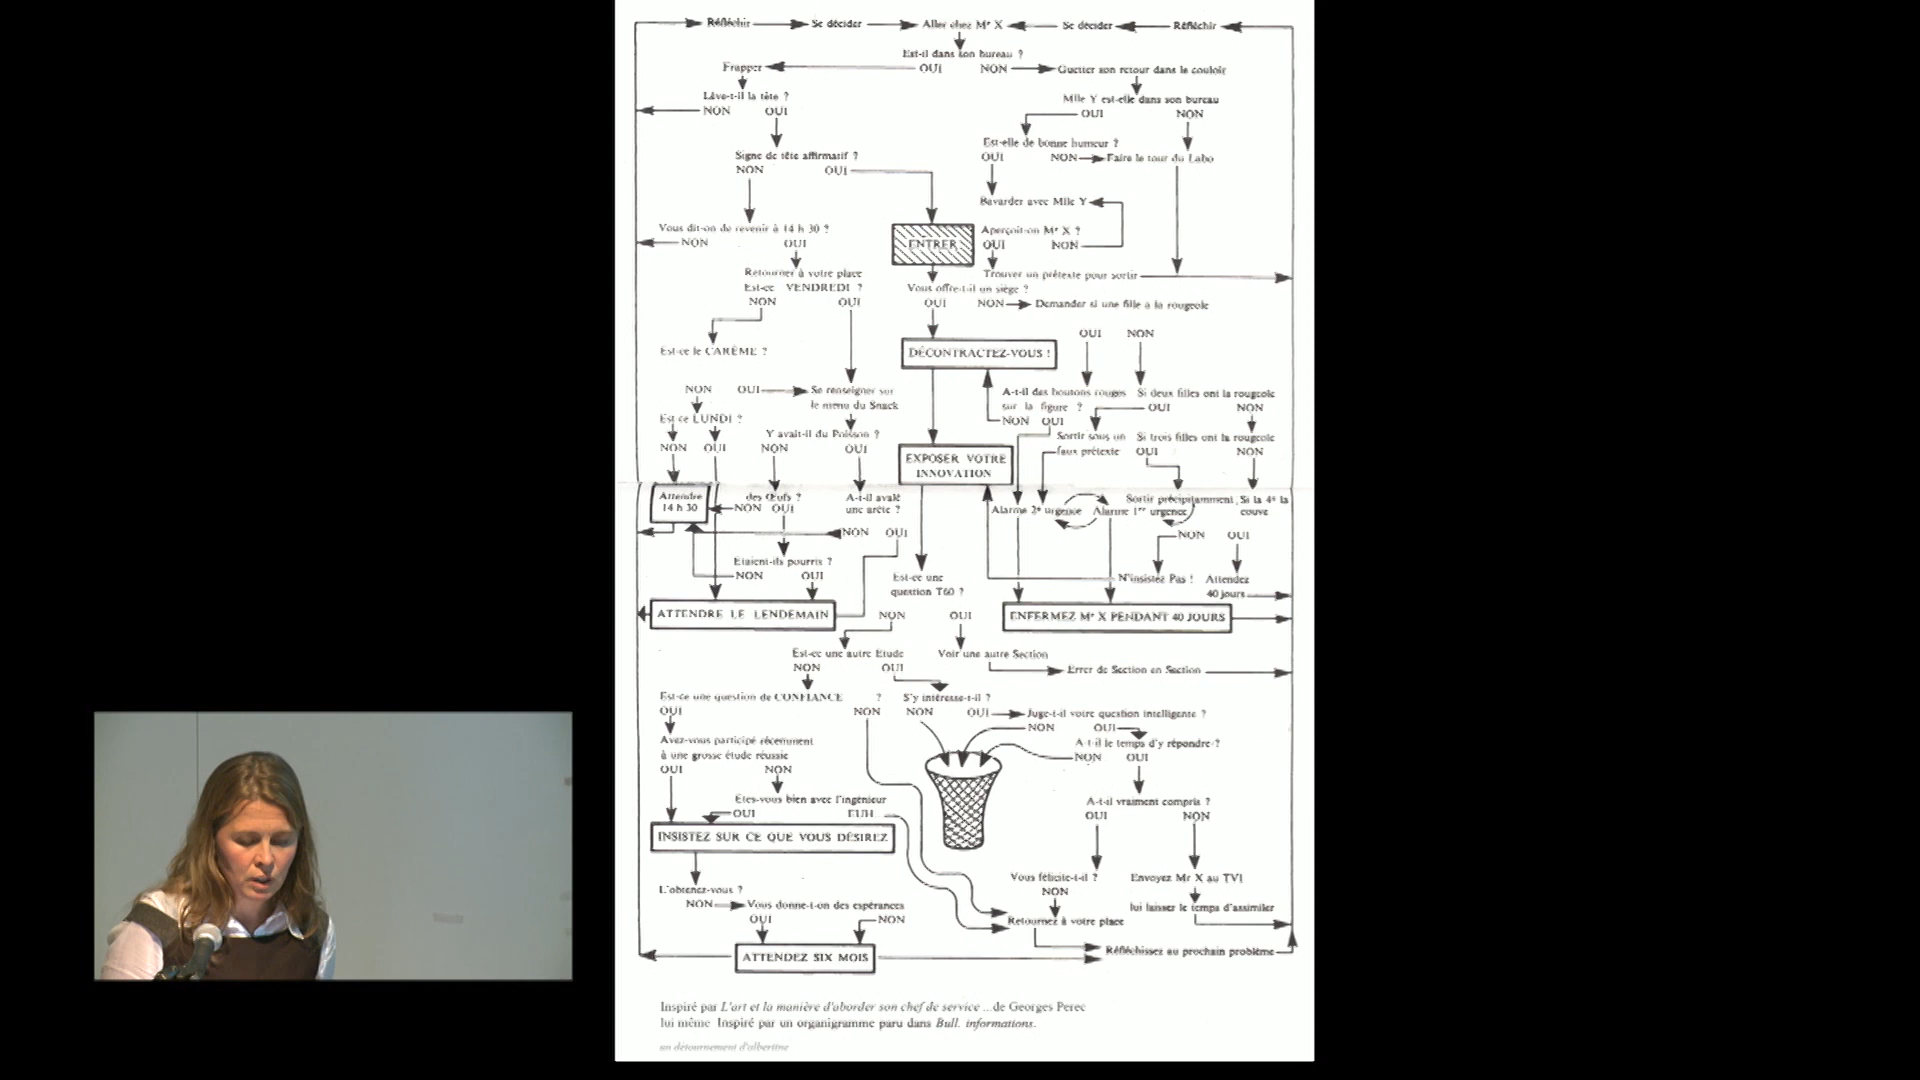 Réfléchir Se décider Aller chez Mr X Se décider Réfléchir
Est-il dans son bureau ?
Frapper OUI NON Guetter son retour dans le couloir
Lève-t-il la tête ? Mlle Y est-elle dans son bureau
NON OUI OUI NON
Est-elle de bonne humeur ?
Signe de tête affirmatif ? OUI NON Faire le tour du Labo
NON OUI
Bavarder avec Mlle Y
Vous dit-on de revenir à 14 h 30 ? Aperçoit-on Mr X ?
NON OUI ENTRER OUI NON
Retourner à votre place Trouver un prétexte pour sortir
Est-ce VENDREDI ? Vous offre-t-il un siège ?
NON OUI OUI NON Demander si une fille a la rougeole
OUI NON
Est-ce le CARÊME ? DÉCONTRACTEZ-VOUS !
NON OUI Se renseigner sur A-t-il des boutons rouges Si deux filles ont la rougeole
le menu du Snack sur la figure ? OUI NON
Est ce LUNDI ? NON OUI
Y avait-il du Poisson ? Sortir sous un Si trois filles ont la rougeole
NON OUI NON OUI faux prétexte OUI NON
EXPOSER VOTRE
INNOVATION
Attendre des Œufs ? A-t-il avalé Sortir précipitamment Si la 4e la
14 h 30 NON OUI une arête ? Alarme 2e urgence Alarme 1re urgence couve
NON OUI NON OUI
Etaient-ils pourris ?
NON OUI Est-ce une N'insistez Pas ! Attendez
question T60 ? 40 jours
ATTENDRE LE LENDEMAIN NON OUI ENFERMEZ Mr X PENDANT 40 JOURS
Est-ce une autre Etude Voir une autre Section
NON OUI Errer de Section en Section
Est-ce une question de CONFIANCE ? S'y intéresse-t-il ?
OUI NON NON OUI Juge-t-il votre question intelligente ?
NON OUI
Avez-vous participé récemment A-t-il le temps d'y répondre ?
à une grosse étude réussie NON OUI
OUI NON
Etes-vous bien avec l'ingénieur A-t-il vraiment compris ?
OUI EUH... OUI NON
INSISTEZ SUR CE QUE VOUS DÉSIREZ
L'obtenez-vous ? Vous félicite-t-il ? Envoyez Mr X au TV1
NON Vous donne-t-on des espérances NON lui laisser le temps d'assimiler
OUI NON Retournez à votre place
ATTENDEZ SIX MOIS Réfléchissez au prochain problème
Inspiré par L'art et la manière d'aborder son chef de service ...de Georges Perec
lui même Inspiré par un organigramme paru dans Bull. informations.
un détournement d'albertine